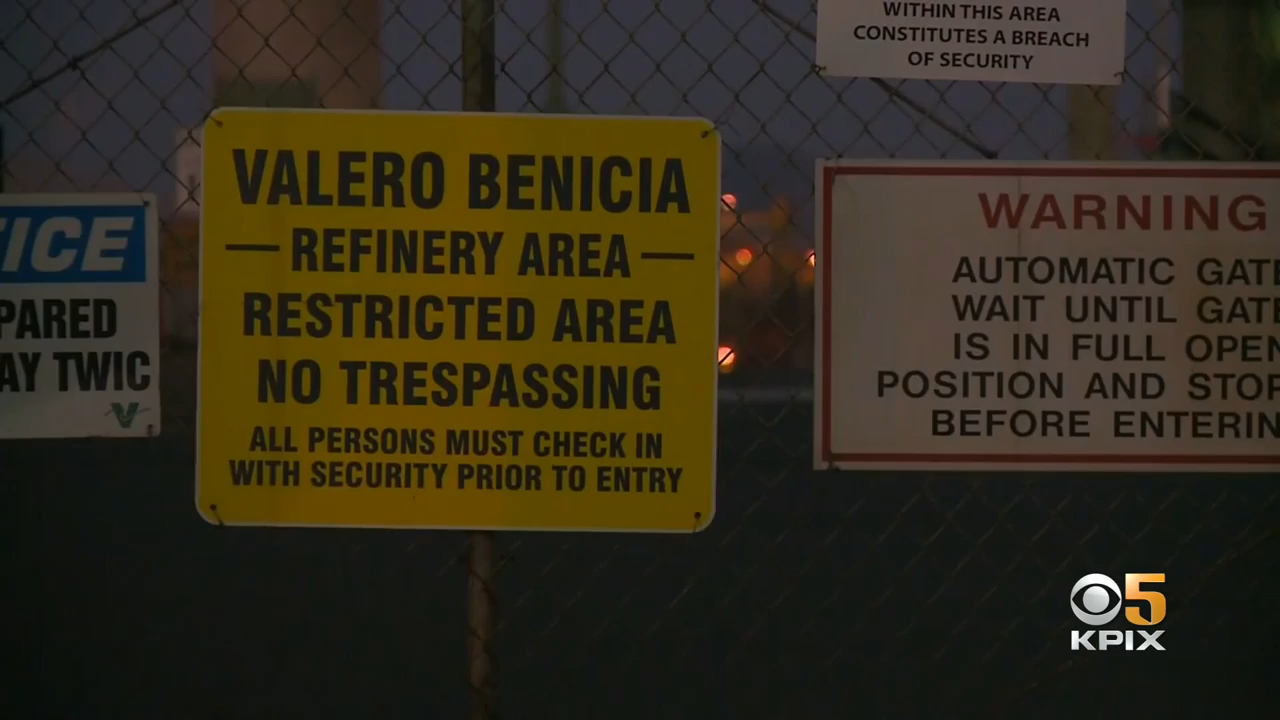 WITHIN THIS AREA
CONSTITUTES A BREACH
OF SECURITY
VALERO BENICIA
REFINERY AREA
RESTRICTED AREA
NO TRESPASSING
ALL PERSONS MUST CHECK IN
WITH SECURITY PRIOR TO ENTRY
ICE
PARED
AY TWIC
WARNING
AUTOMATIC GATE
WAIT UNTIL GATE
IS IN FULL OPEN
POSITION AND STOP
BEFORE ENTERIN
5
KPIX